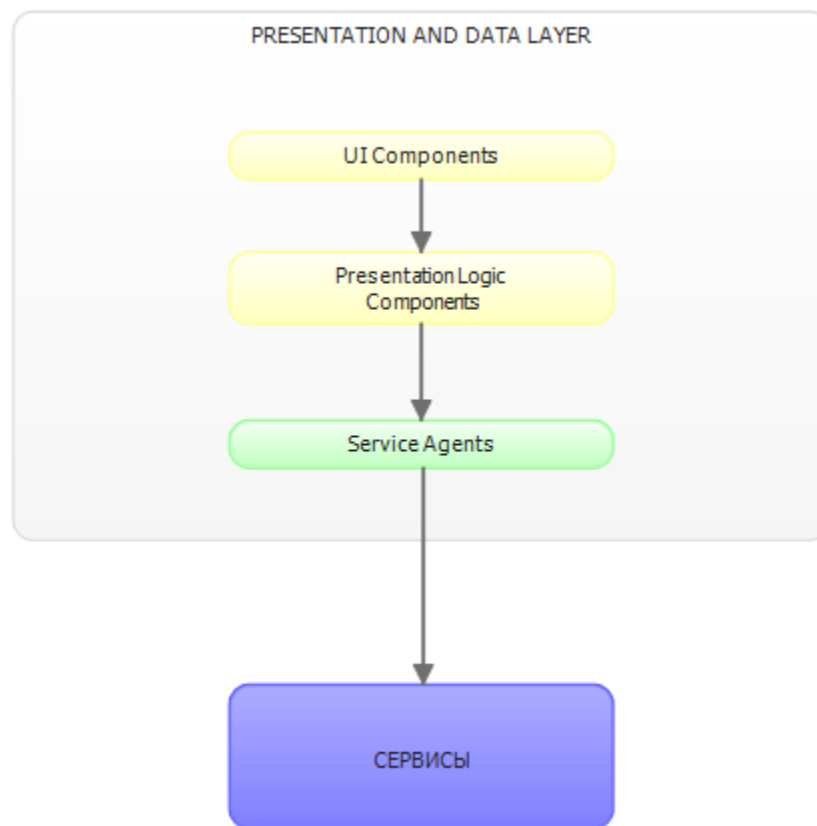 PRESENTATION AND DATA LAYER
UI Components
Presentation Logic
Components
Service Agents
СЕРВИСЫ